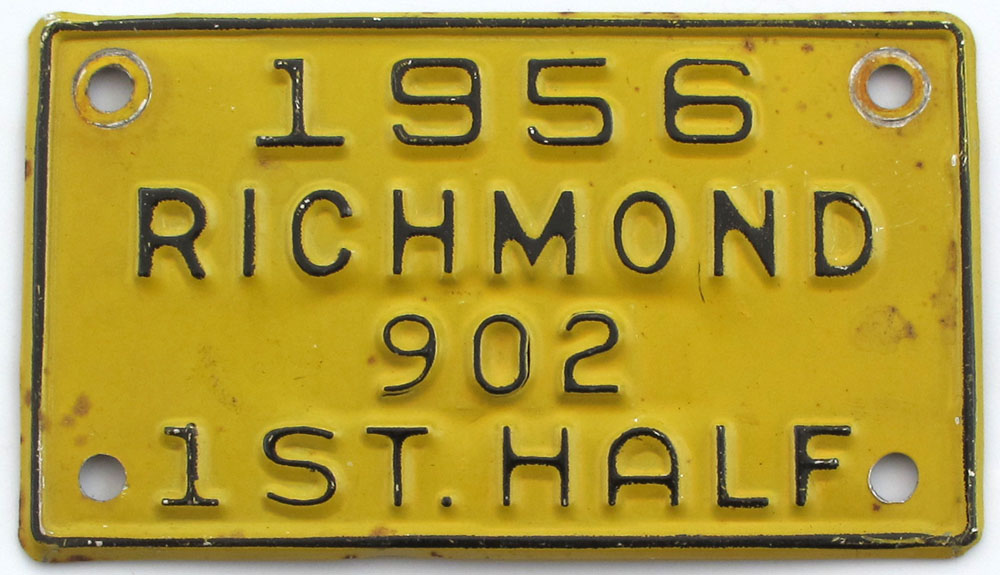 1956
RICHMOND
902
1ST. HALF